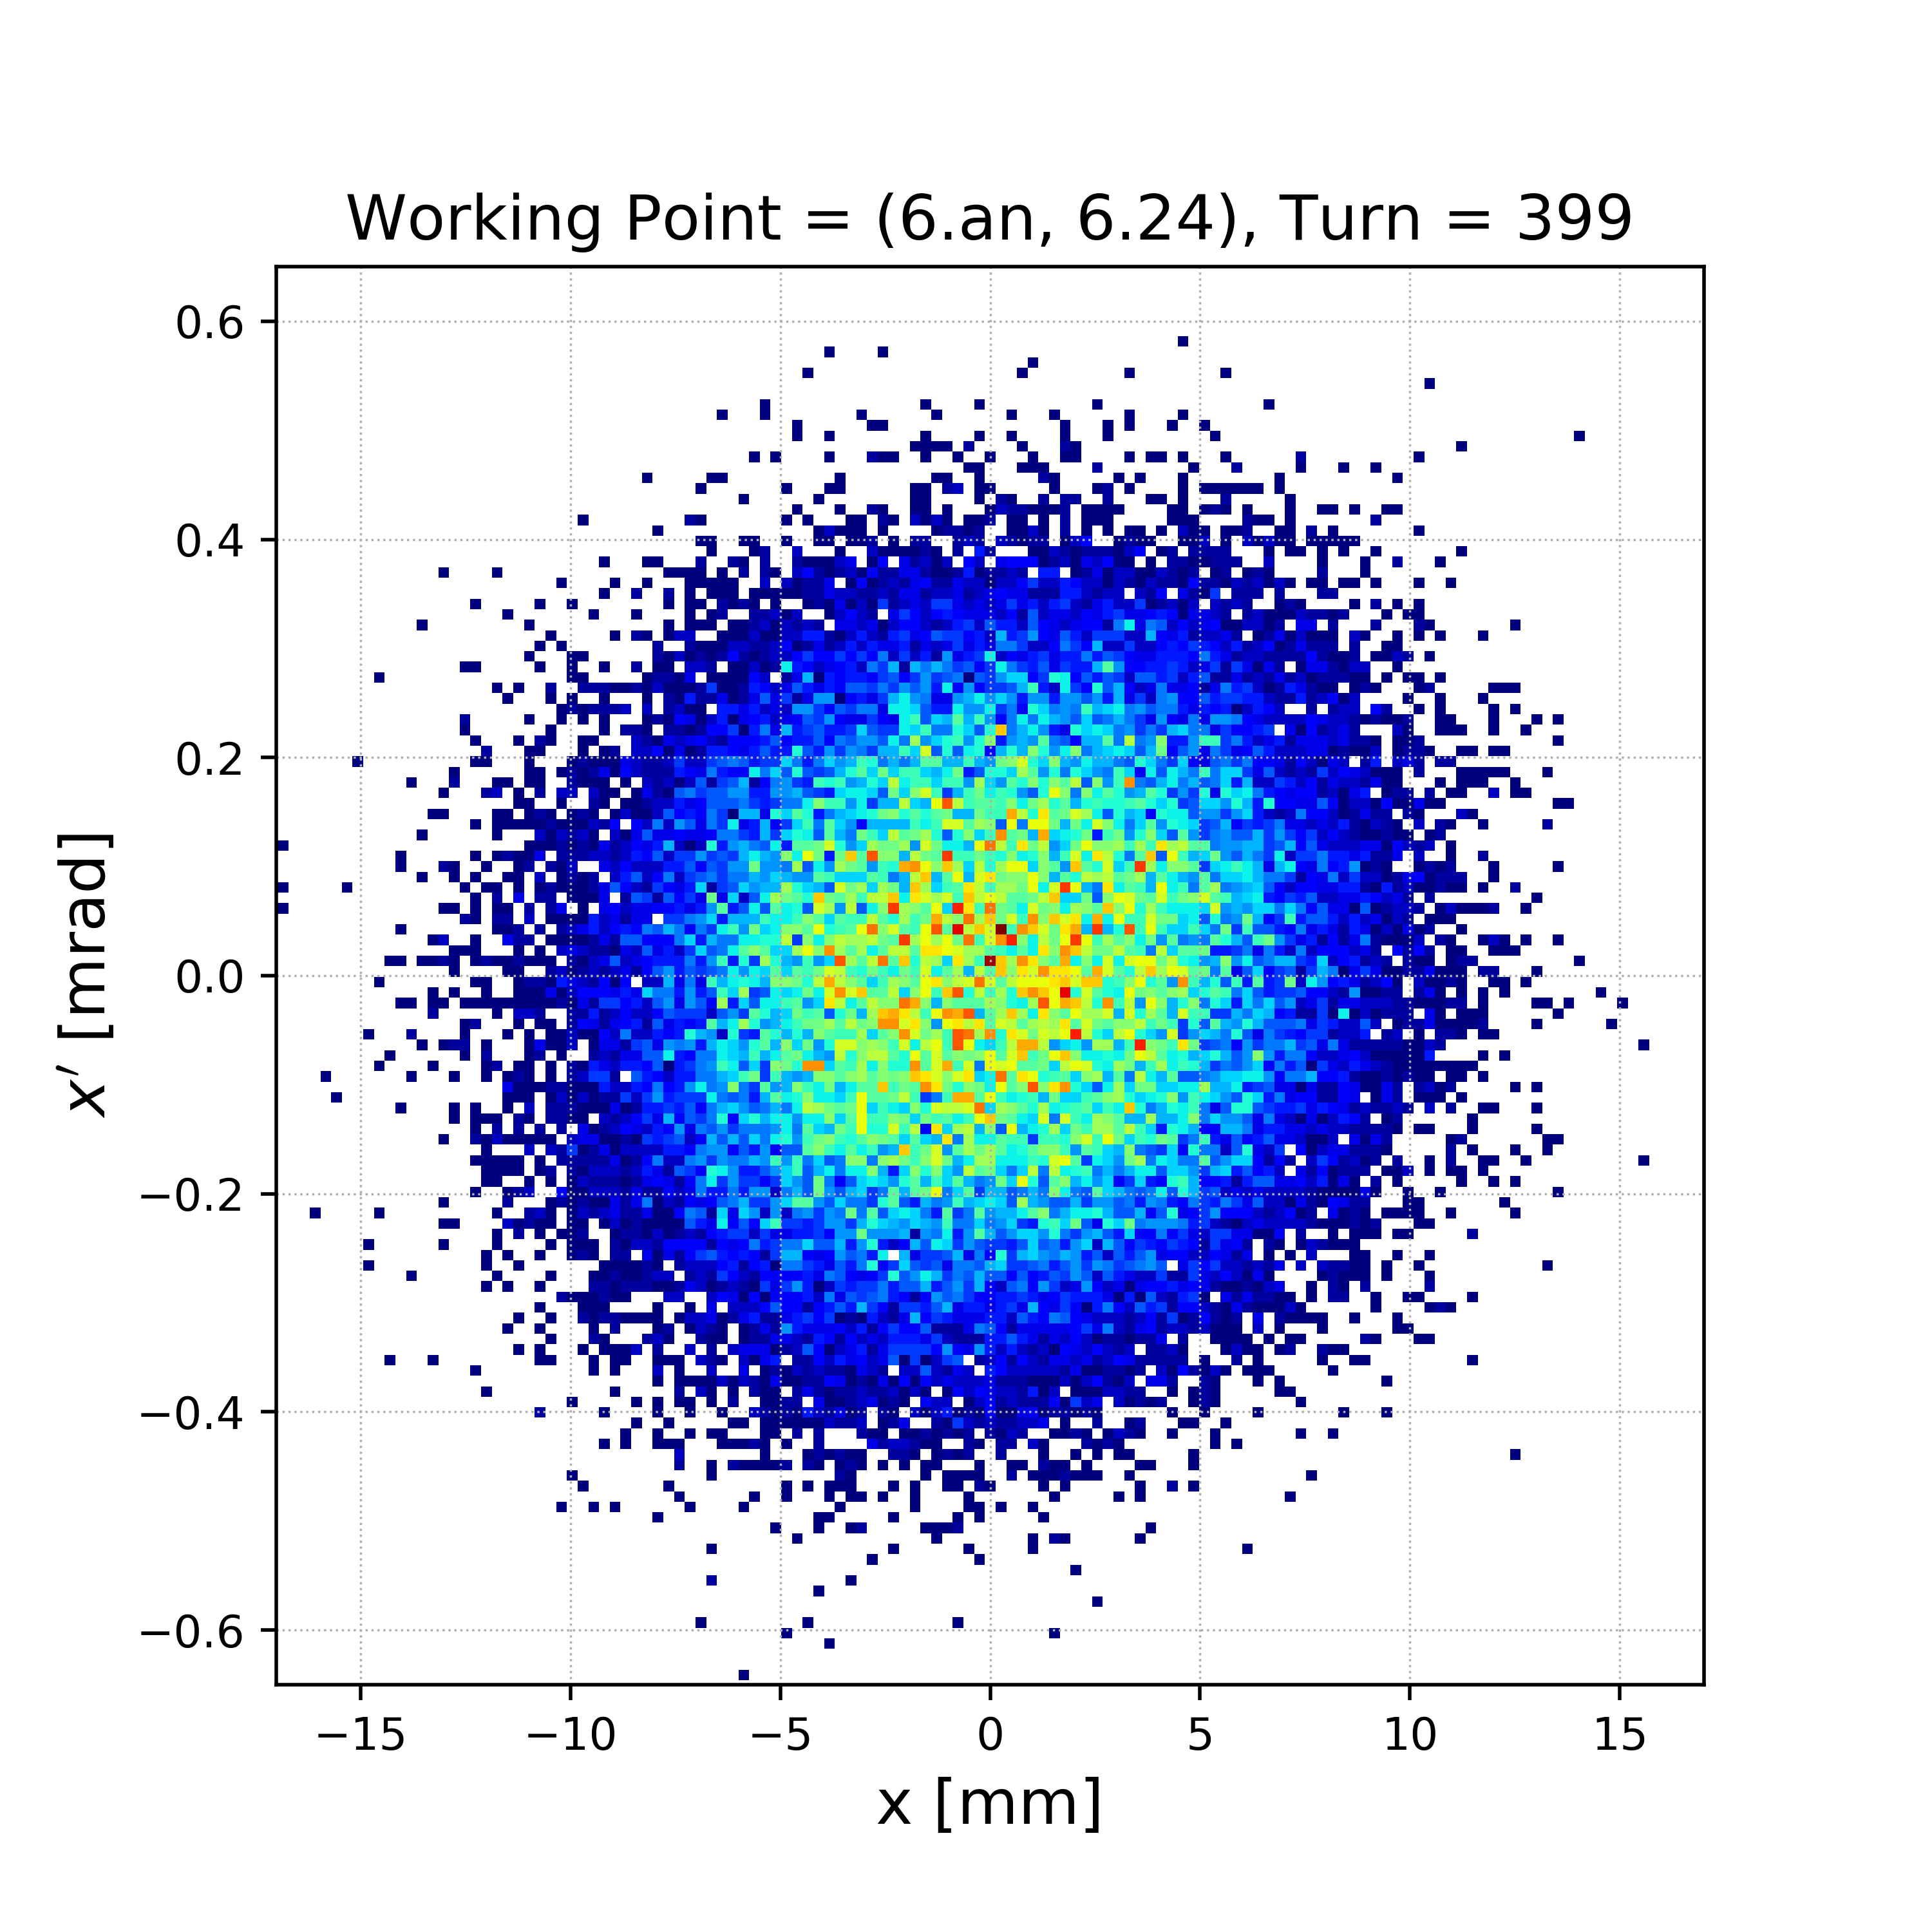 Working Point = (6.an, 6.24), Turn = 399
0.6
0.4
0.2
0.0
−0.2
−0.4
−0.6
x′ [mrad]
−15 −10 −5 0 5 10 15
x [mm]